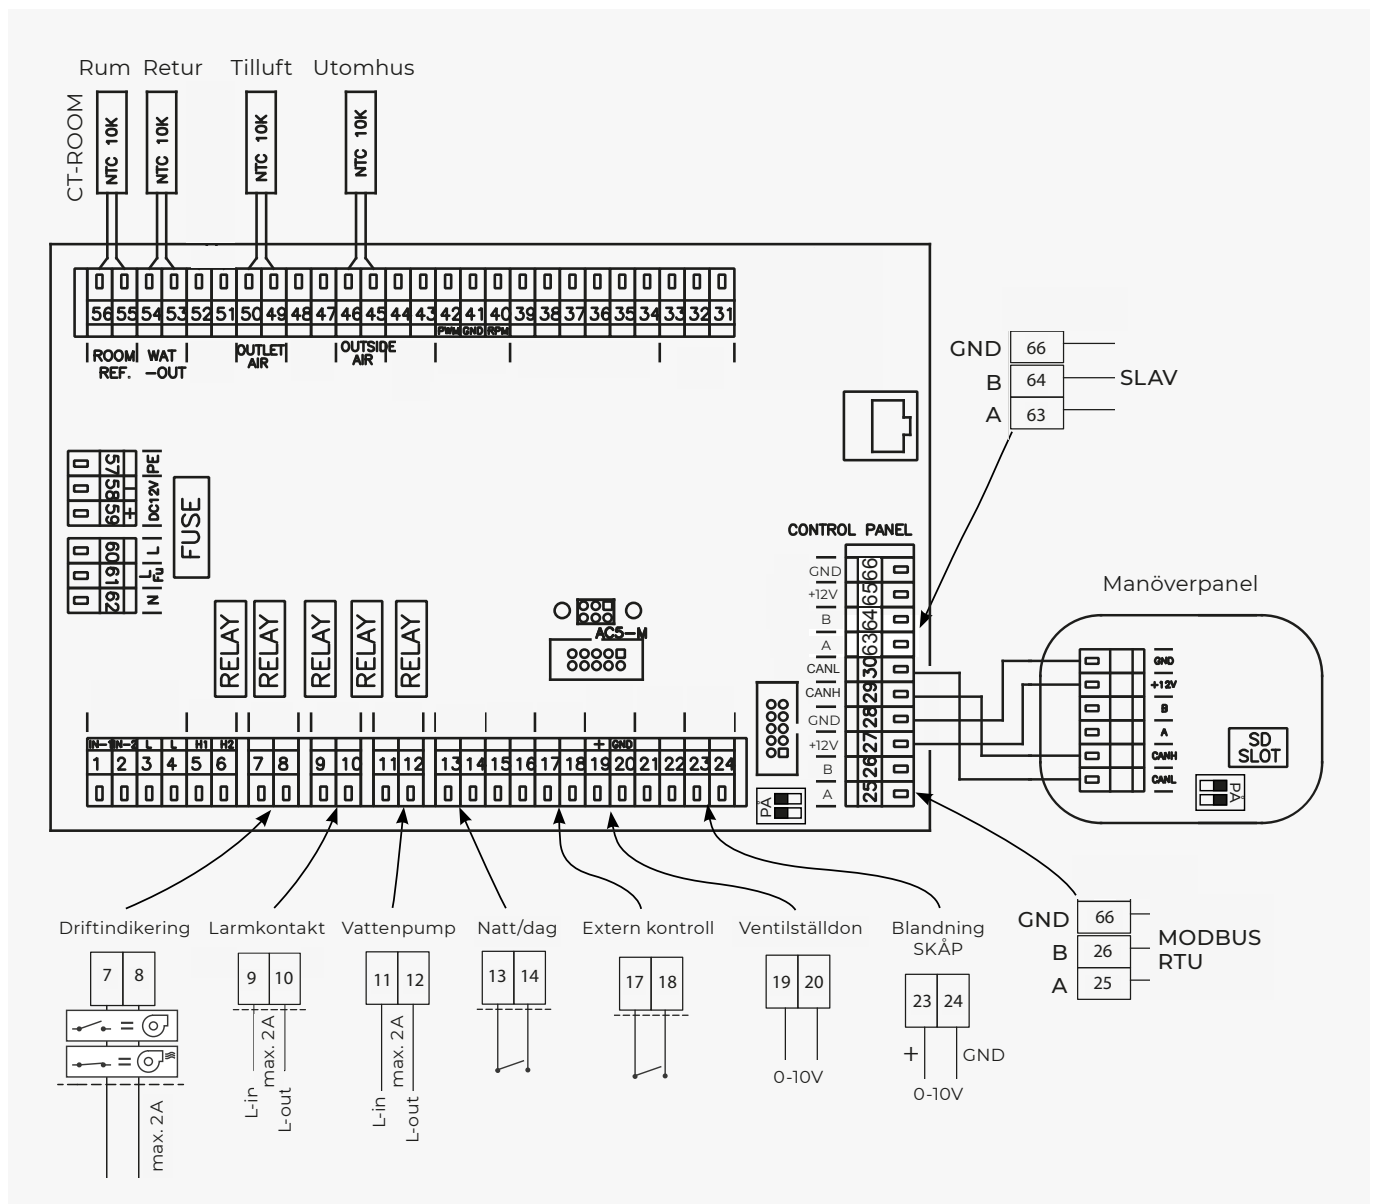 Rum Retur Tilluft Utomhus
CT-ROOM
NTC 10K NTC 10K NTC 10K NTC 10K
56 55 54 53 52 51 50 49 48 47 46 45 44 43 42 41 40 39 38 37 36 35 34 33 32 31
PWM GND RPM
ROOM REF.
WAT -OUT
OUTLET AIR
OUTSIDE AIR
GND 66
B 64
A 63
SLAV
57 PE
58 -
59 +
DC12V
60 L
61 L Fu
62 N
FUSE
RELAY RELAY RELAY RELAY RELAY
AC5-M
CONTROL PANEL
GND 66
+12V 65
B 64
A 63
CANL 30
CANH 29
GND 28
+12V 27
B 26
A 25
PÅ
Manöverpanel
GND
+12V
B
A
CANH
CANL
SD SLOT
PÅ
IN-1 IN-2 L L H1 H2 + GND
1 2 3 4 5 6 7 8 9 10 11 12 13 14 15 16 17 18 19 20 21 22 23 24
Driftindikering Larmkontakt Vattenpump Natt/dag Extern kontroll Ventilställdon Blandning
SKÅP
7 8
=
=
max. 2A
9 10
L-in
max. 2A
L-out
11 12
L-in
max. 2A
L-out
13 14
17 18
19 20
0-10V
23 24
+ GND
0-10V
GND 66
B 26
A 25
MODBUS
RTU